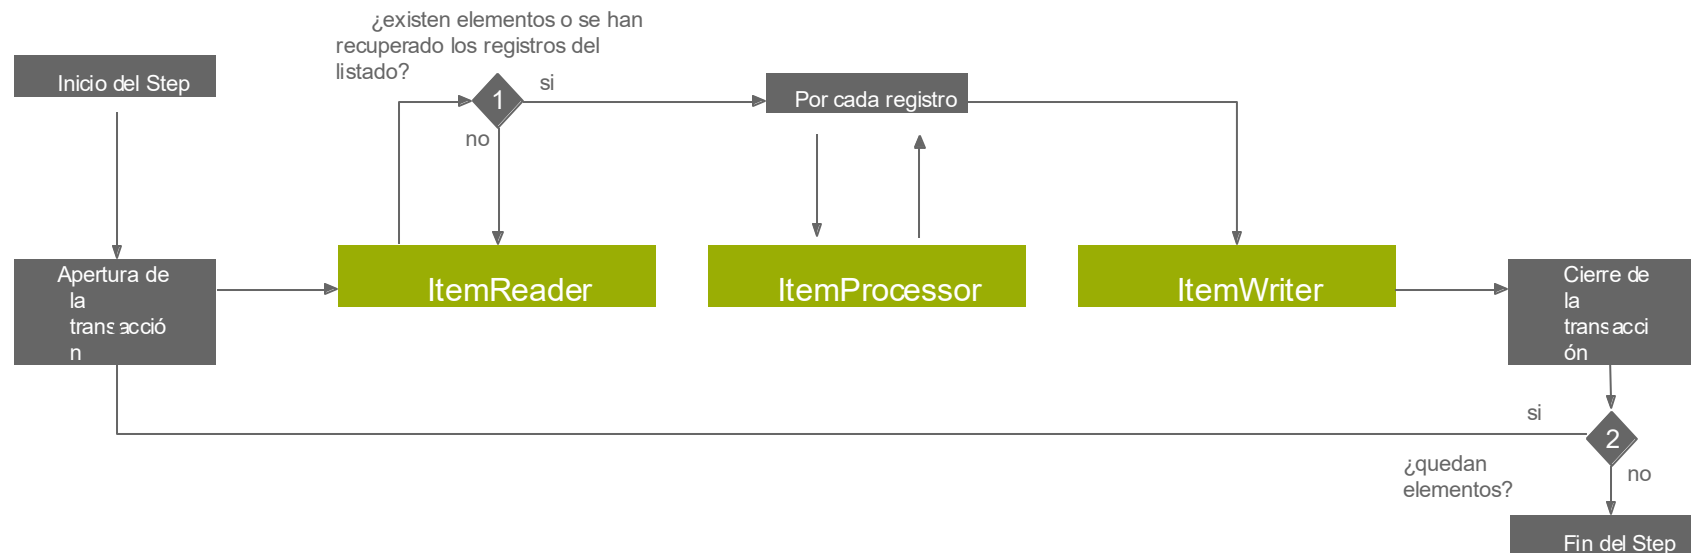 ¿existen elementos o se han
recuperado los registros del
listado?
Inicio del Step
1
si
no
Por cada registro
Apertura de
la
transacció
n
ItemReader
ItemProcessor
ItemWriter
Cierre de
la
transacci
ón
si
2
¿quedan
elementos?
no
Fin del Step